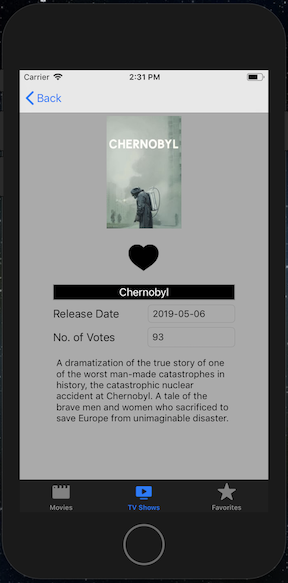 Carrier 2:31 PM
Back
CHERNOBYL
Chernobyl
Release Date 2019-05-06
No. of Votes 93
A dramatization of the true story of one
of the worst man-made catastrophes in
history, the catastrophic nuclear
accident at Chernobyl. A tale of the
brave men and women who sacrificed to
save Europe from unimaginable disaster.
Movies TV Shows Favorites